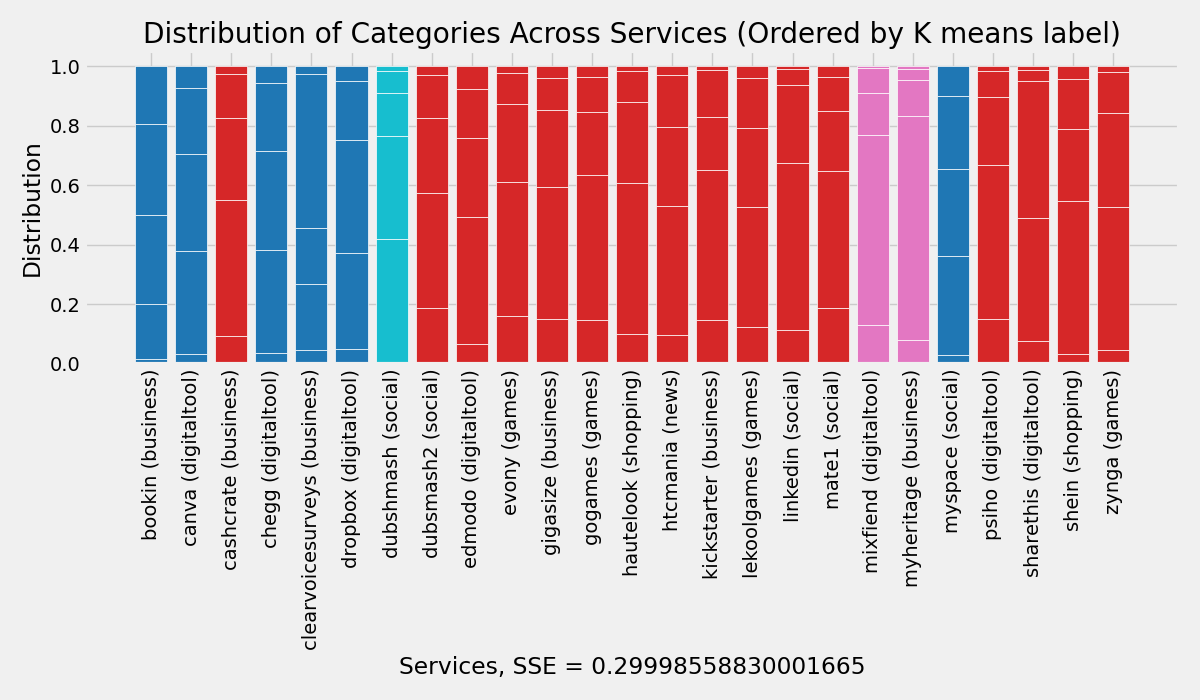 Distribution of Categories Across Services (Ordered by K means label)
Distribution
1.0
0.8
0.6
0.4
0.2
0.0
bookin (business)
canva (digitaltool)
cashcrate (business)
chegg (digitaltool)
clearvoicesurveys (business)
dropbox (digitaltool)
dubshmash (social)
dubsmash2 (social)
edmodo (digitaltool)
evony (games)
gigasize (business)
gogames (games)
hautelook (shopping)
htcmania (news)
kickstarter (business)
lekoolgames (games)
linkedin (social)
mate1 (social)
mixfiend (digitaltool)
myheritage (business)
myspace (social)
psiho (digitaltool)
sharethis (digitaltool)
shein (shopping)
zynga (games)
Services, SSE = 0.29998558830001665